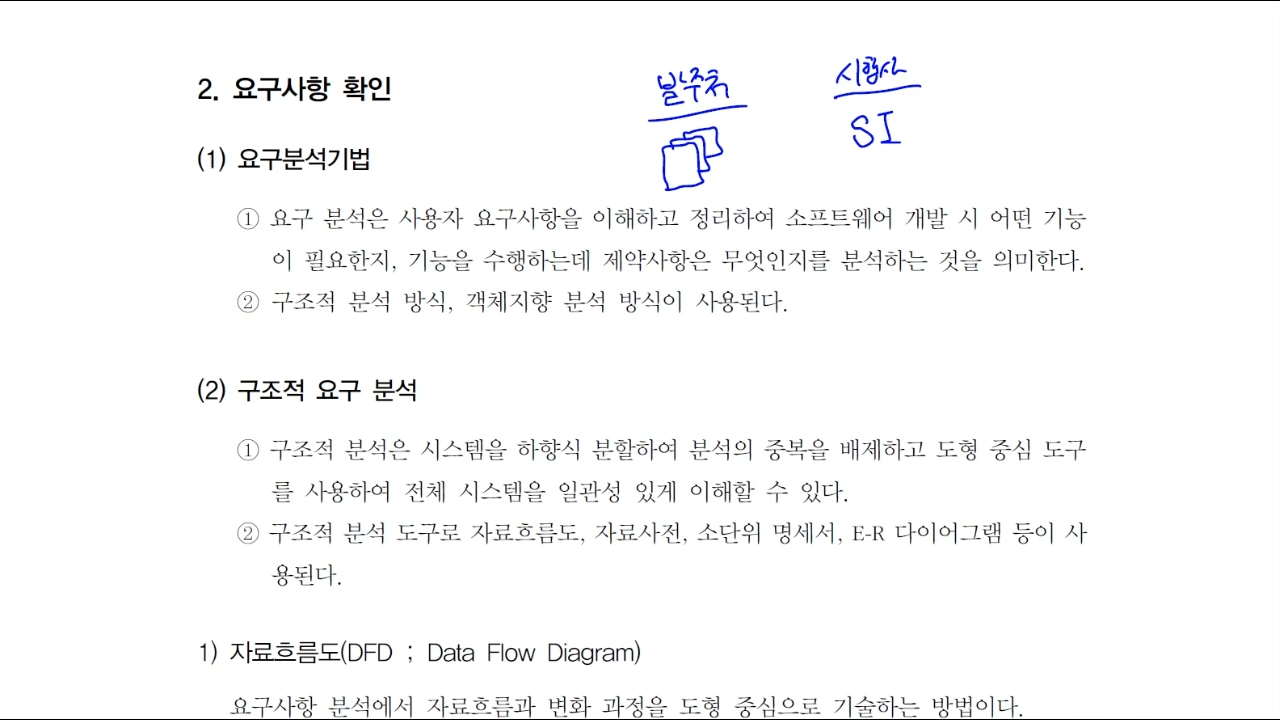 2. 요구사항 확인
발주처
시행사
SI
(1) 요구분석기법
① 요구 분석은 사용자 요구사항을 이해하고 정리하여 소프트웨어 개발 시 어떤 기능
이 필요한지, 기능을 수행하는데 제약사항은 무엇인지를 분석하는 것을 의미한다.
② 구조적 분석 방식, 객체지향 분석 방식이 사용된다.
(2) 구조적 요구 분석
① 구조적 분석은 시스템을 하향식 분할하여 분석의 중복을 배제하고 도형 중심 도구
를 사용하여 전체 시스템을 일관성 있게 이해할 수 있다.
② 구조적 분석 도구로 자료흐름도, 자료사전, 소단위 명세서, E-R 다이어그램 등이 사
용된다.
1) 자료흐름도(DFD ; Data Flow Diagram)
요구사항 분석에서 자료흐름과 변화 과정을 도형 중심으로 기술하는 방법이다.